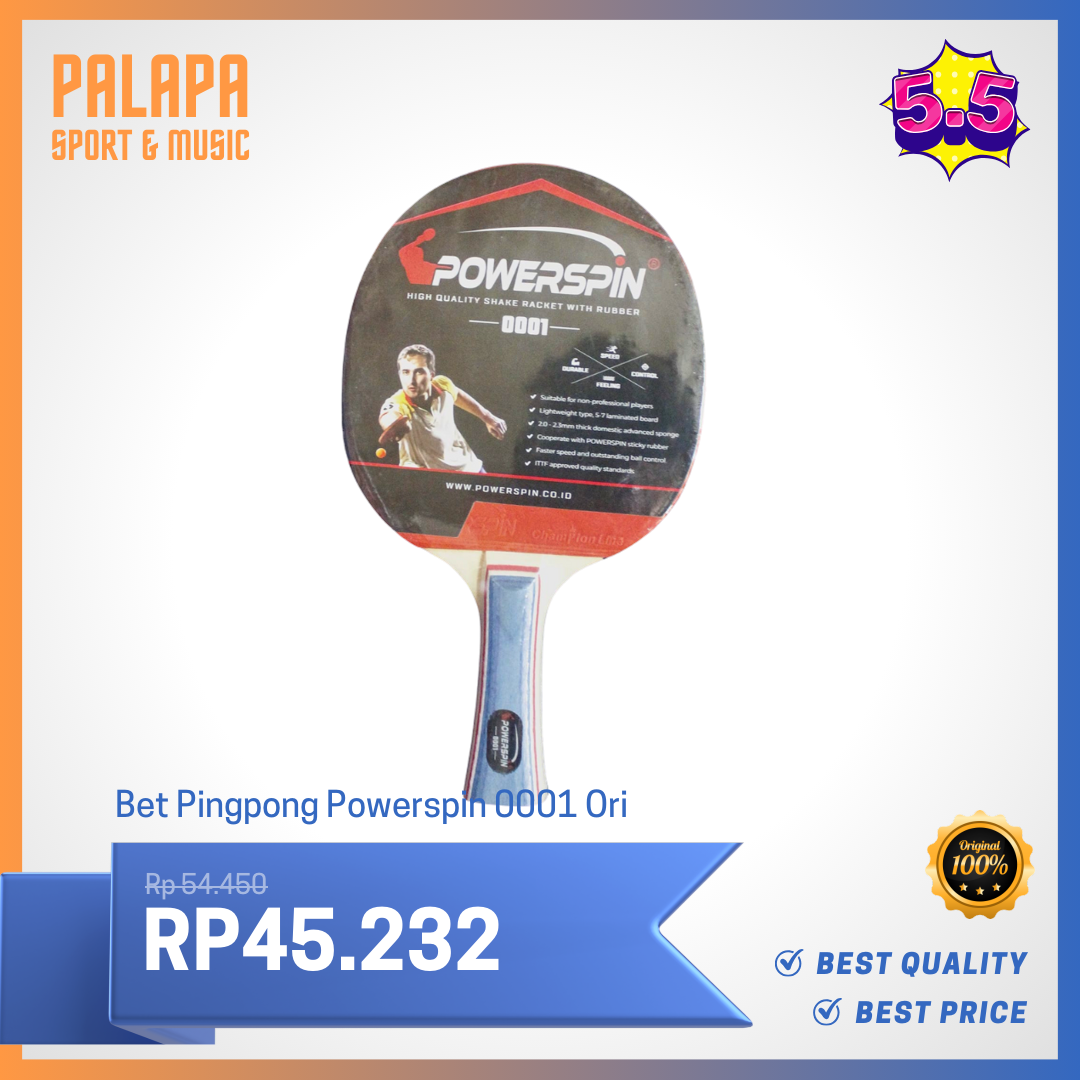 PALAPA
SPORT & MUSIC
5.5
POWERSPIN®
HIGH QUALITY SHAKE RACKET WITH RUBBER
0001
SPEED
DURABLE
CONTROL
FEELING
Suitable for non-professional players
Lightweight type, 5-7 laminated board
2.0 - 2.3mm thick domestic advanced sponge
Cooperate with POWERSPIN sticky rubber
Faster speed and outstanding ball control
ITTF approved quality standards
WWW.POWERSPIN.CO.ID
POWERSPIN
0001
Bet Pingpong Powerspin 0001 Ori
Rp 54.450
RP45.232
Original
100%
BEST QUALITY
BEST PRICE